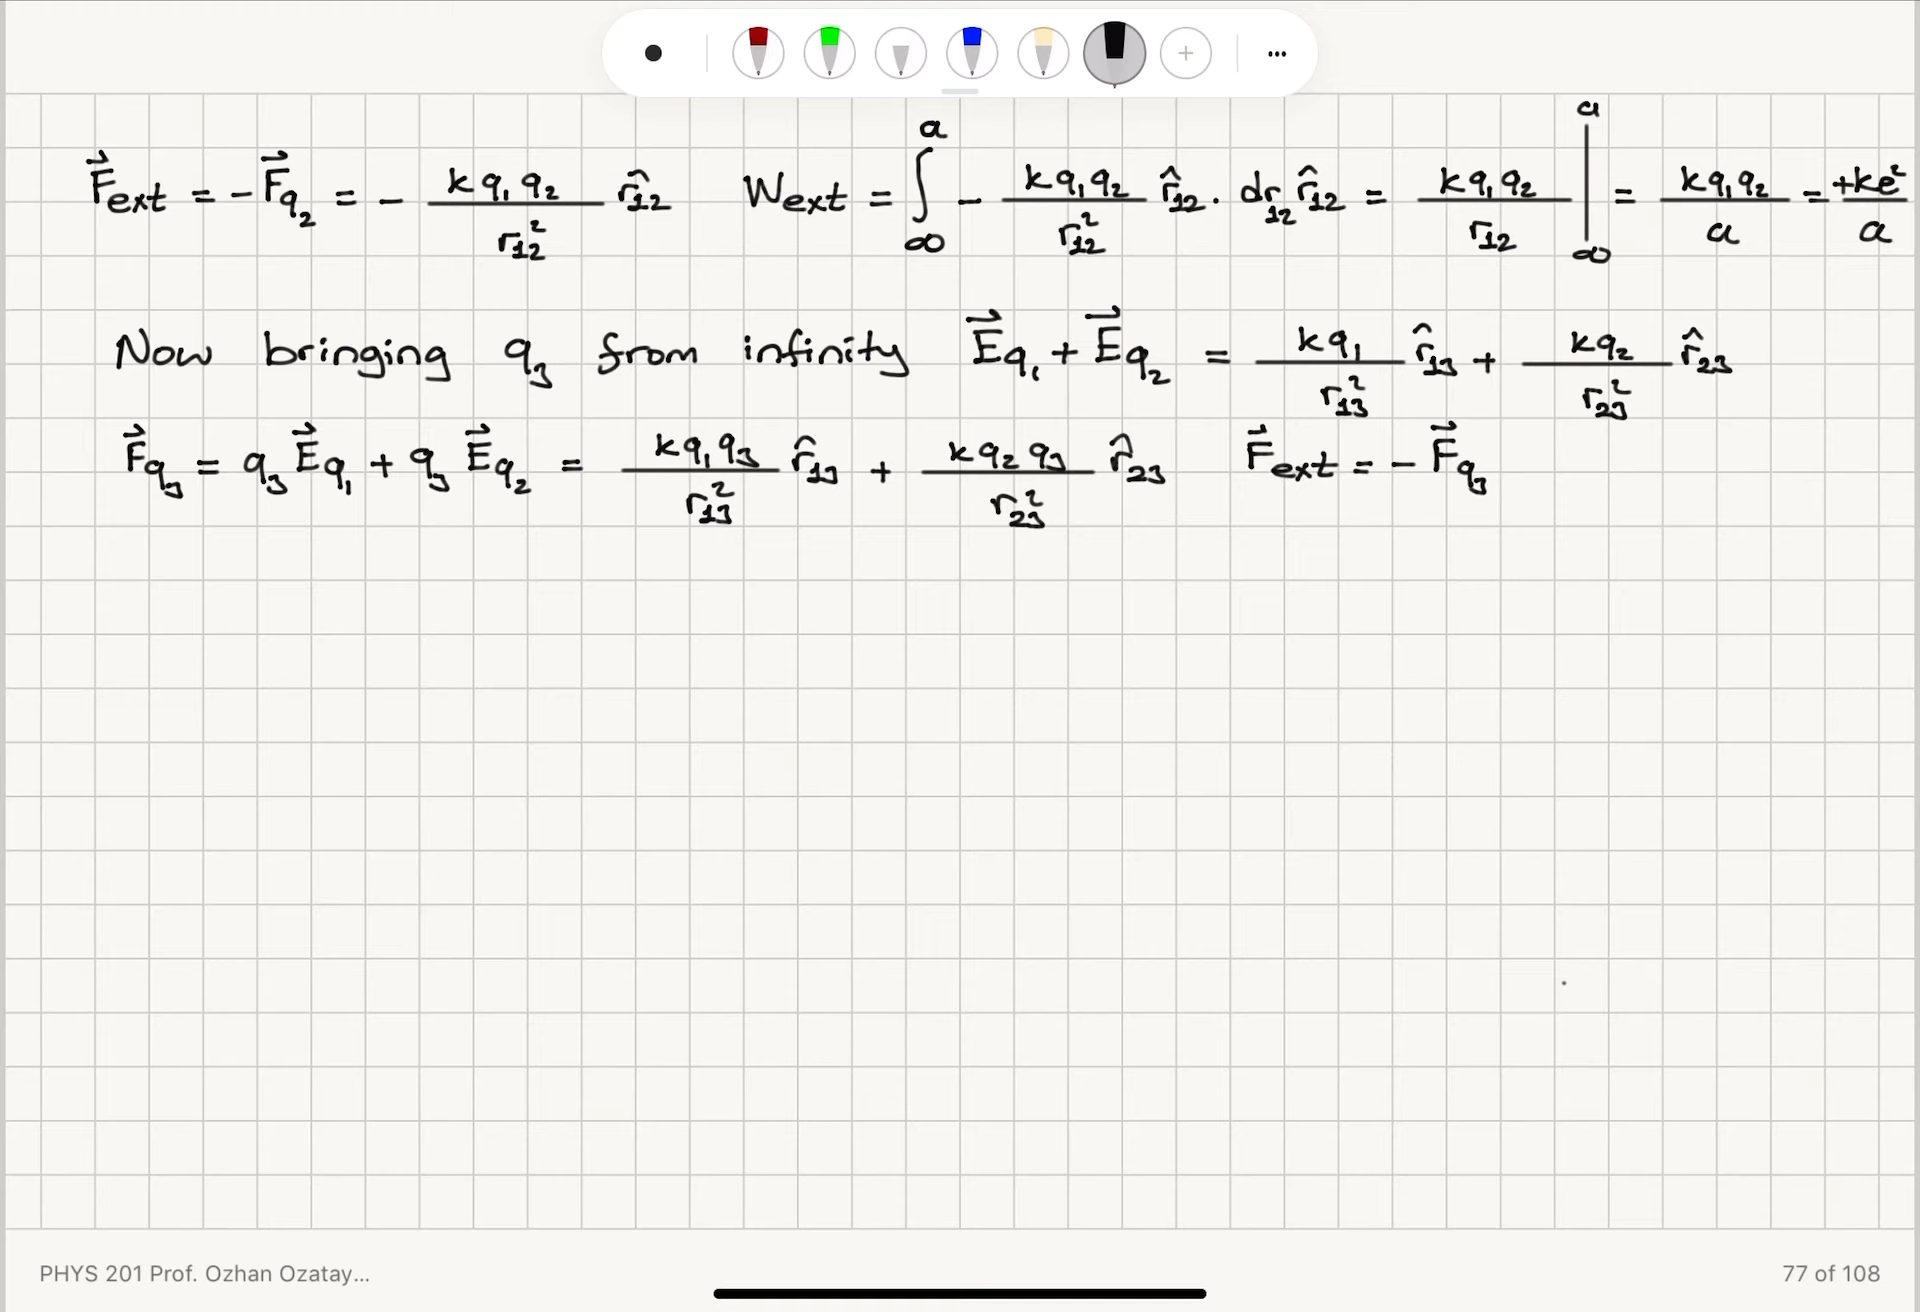 F⃗ext = -F⃗q₂ = - kq₁q₂/r₁₂² r̂₁₂   Wext = ∫∞ᵃ - kq₁q₂/r₁₂² r̂₁₂ · dr₁₂ r̂₁₂ = kq₁q₂/r₁₂ |∞ᵃ = kq₁q₂/a = +ke²/a
Now bringing q₃ from infinity E⃗q₁ + E⃗q₂ = kq₁/r₁₃² r̂₁₃ + kq₂/r₂₃² r̂₂₃
F⃗q₃ = q₃E⃗q₁ + q₃E⃗q₂ = kq₁q₃/r₁₃² r̂₁₃ + kq₂q₃/r₂₃² r̂₂₃   F⃗ext = -F⃗q₃
PHYS 201 Prof. Ozhan Ozatay...
77 of 108